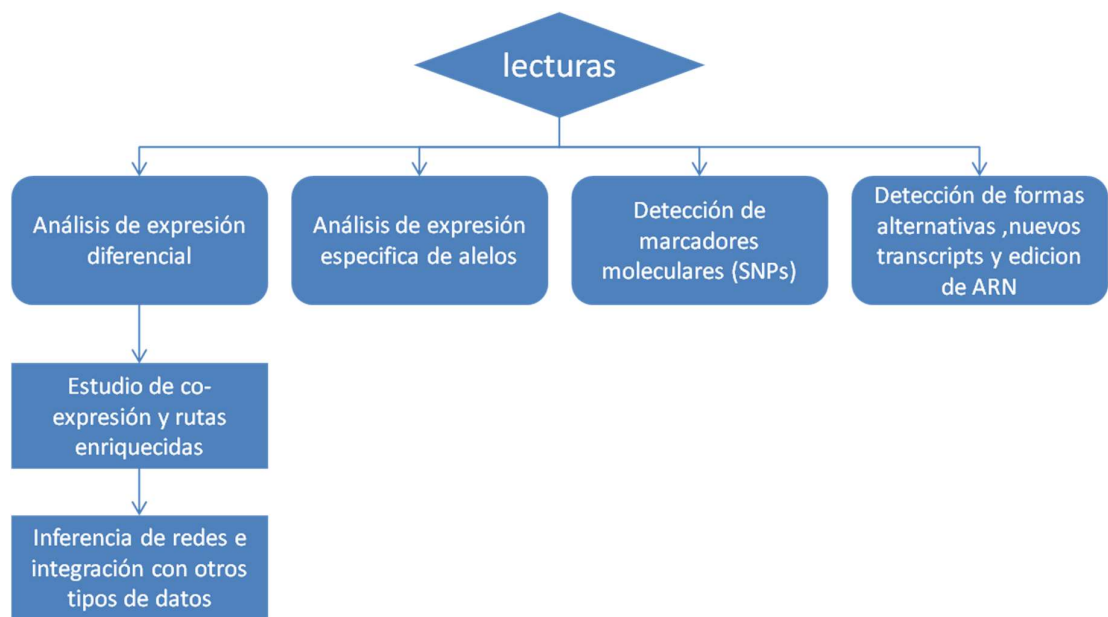 lecturas
Análisis de expresión
diferencial
Análisis de expresión
especifica de alelos
Detección de
marcadores
moleculares (SNPs)
Detección de formas
alternativas ,nuevos
transcripts y edicion
de ARN
Estudio de co-
expresión y rutas
enriquecidas
Inferencia de redes e
integración con otros
tipos de datos